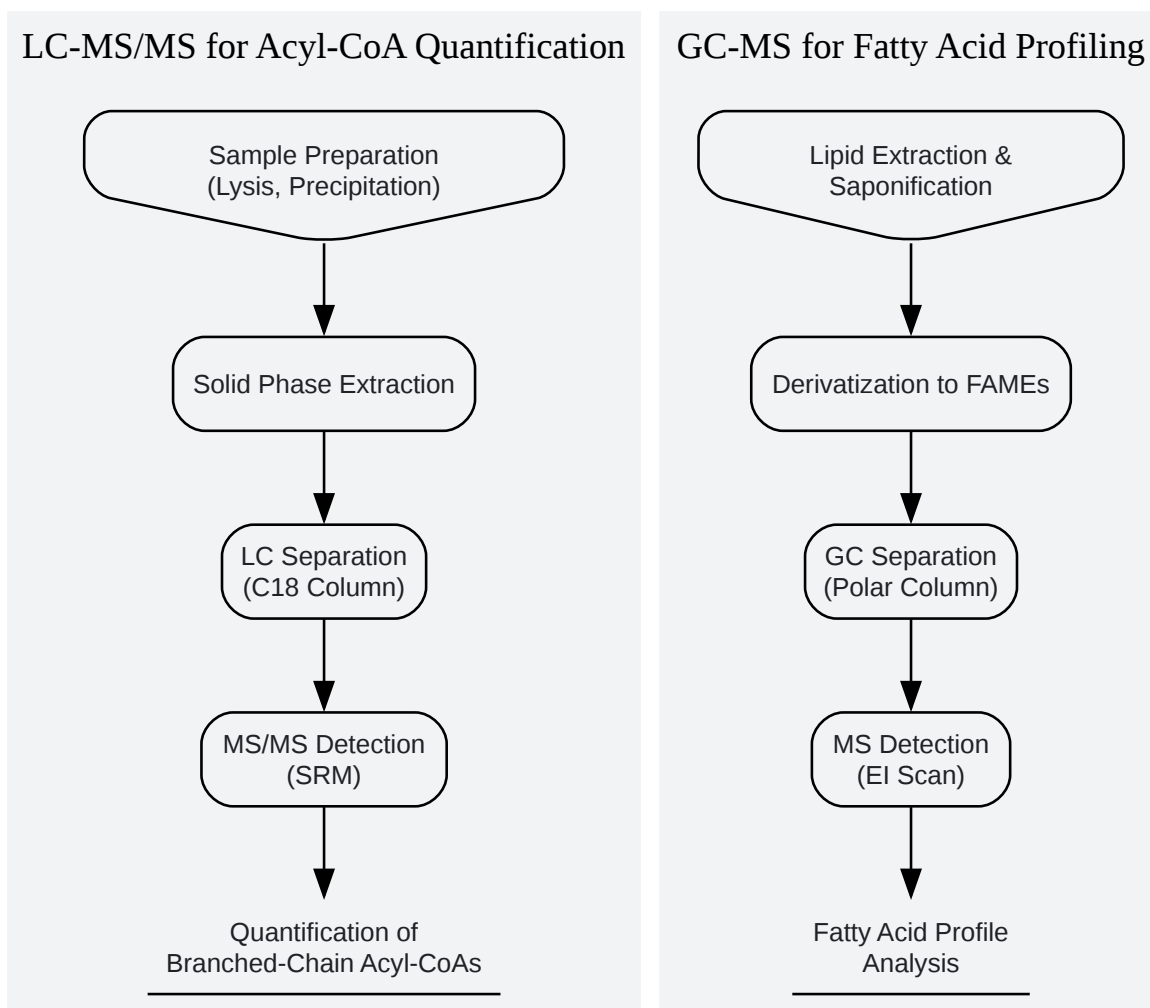 LC-MS/MS for Acyl-CoA Quantification
Sample Preparation
(Lysis, Precipitation)
Solid Phase Extraction
LC Separation
(C18 Column)
MS/MS Detection
(SRM)
Quantification of
Branched-Chain Acyl-CoAs
GC-MS for Fatty Acid Profiling
Lipid Extraction &
Saponification
Derivatization to FAMEs
GC Separation
(Polar Column)
MS Detection
(EI Scan)
Fatty Acid Profile
Analysis